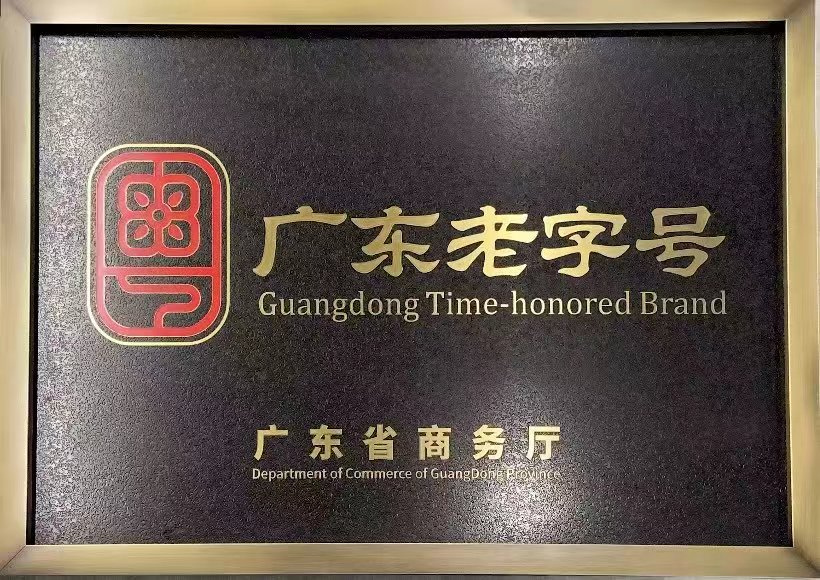 粤
广东老字号
Guangdong Time-honored Brand
广东省商务厅
Department of Commerce of GuangDong Province